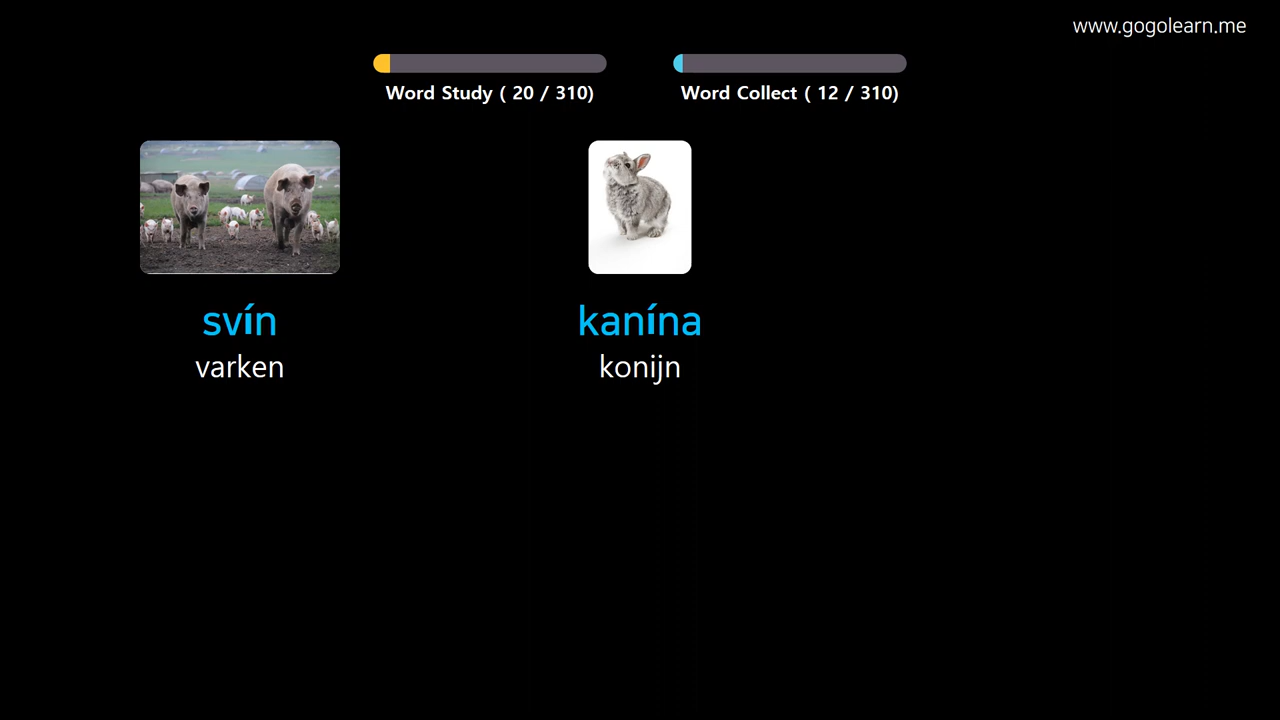 www.gogolearn.me
Word Study ( 20 / 310)
Word Collect ( 12 / 310)
svín
kanína
varken
konijn